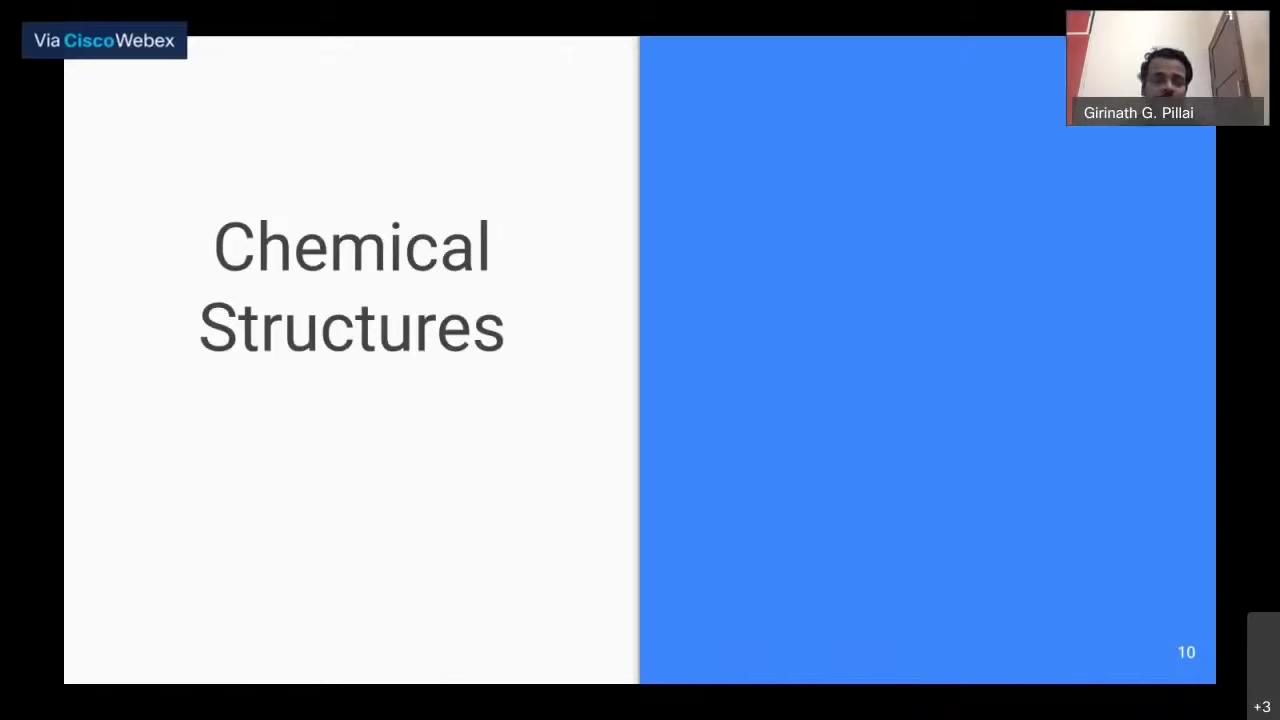 Via CiscoWebex
Girinath G. Pillai
Chemical
Structures
10
+3